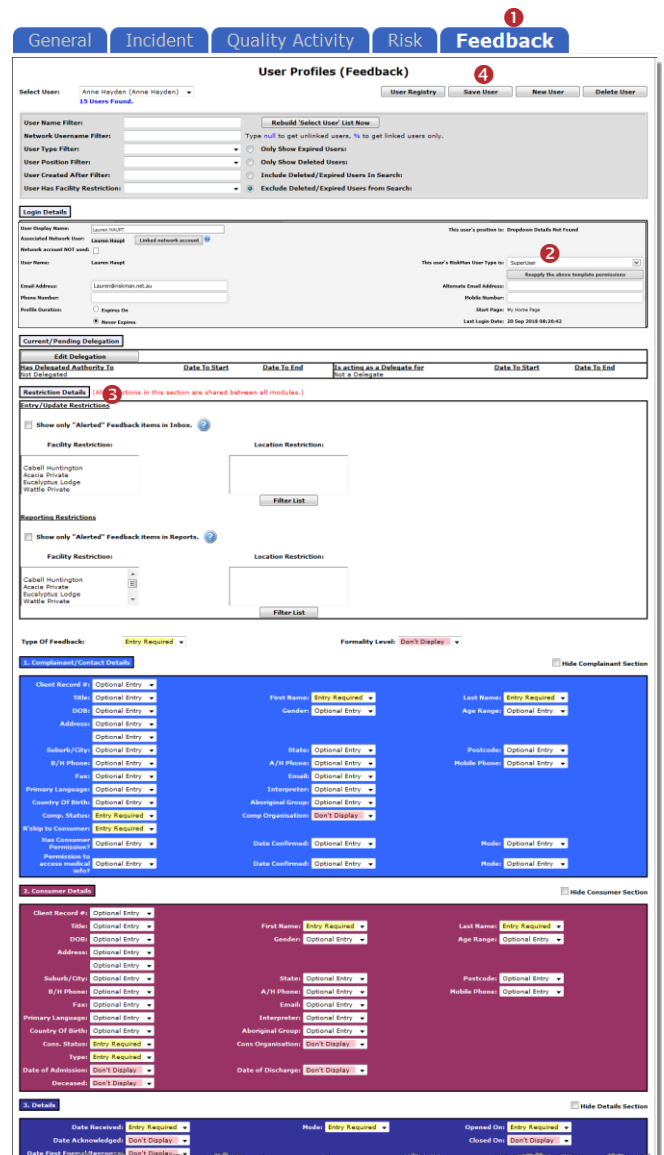 1
General Incident Quality Activity Risk Feedback
User Profiles (Feedback)
4
Select User: Anne Hayden (Anne Hayden) User Registry Save User New User Delete User
15 Users Found.
User Name Filter: Rebuild 'Select User' List Now
Network Username Filter: Type null to get unlinked users, % to get linked users only.
User Type Filter: Only Show Expired Users:
User Position Filter: Only Show Deleted Users:
User Created After Filter: Include Deleted/Expired Users In Search:
User Has Facility Restriction: Exclude Deleted/Expired Users from Search:
Login Details
User Display Name: Lauren HAUPT This user's position is: Dropdown Details Not Found
Associated Network User: Lauren Haupt Linked network account
Network account NOT used:
2
User Name: Lauren Haupt This user's RiskMan User Type is: SuperUser
Reapply the above template permissions
Email Address: Lauren@riskman.net.au Alternate Email Address:
Phone Number: Mobile Number:
Profile Duration: Expires On Start Page: My Home Page
Never Expires Last Login Date: 20 Sep 2018 08:26:42
Current/Pending Delegation
Edit Delegation
Has Delegated Authority To Date To Start Date To End Is acting as a Delegate for Date To Start Date To End
Not Delegated Not a Delegate
Restriction Details 3 in this section are shared between all modules.)
Entry/Update Restrictions
Show only "Alerted" Feedback items in Inbox. ?
Facility Restriction: Location Restriction:
Cabell Huntington
Acacia Private
Eucalyptus Lodge
Wattle Private
Filter List
Reporting Restrictions
Show only "Alerted" Feedback items in Reports. ?
Facility Restriction: Location Restriction:
Cabell Huntington
Acacia Private
Eucalyptus Lodge
Wattle Private
Filter List
Type Of Feedback: Entry Required Formality Level: Don't Display
1. Complainant/Contact Details Hide Complainant Section
Client Record #: Optional Entry
Title: Optional Entry First Name: Entry Required Last Name: Entry Required
DOB: Optional Entry Gender: Optional Entry Age Range: Optional Entry
Address: Optional Entry
Optional Entry
Suburb/City: Optional Entry State: Optional Entry Postcode: Optional Entry
B/H Phone: Optional Entry A/H Phone: Optional Entry Mobile Phone: Optional Entry
Fax: Optional Entry Email: Optional Entry
Primary Language: Optional Entry Interpreter: Optional Entry
Country Of Birth: Optional Entry Aboriginal Group: Optional Entry
Comp. Status: Entry Required Comp Organisation: Don't Display
R'ship to Consumer: Entry Required
Has Consumer Permission? Optional Entry Date Confirmed: Optional Entry Mode: Optional Entry
Permission to access medical info? Optional Entry Date Confirmed: Optional Entry Mode: Optional Entry
2. Consumer Details Hide Consumer Section
Client Record #: Optional Entry
Title: Optional Entry First Name: Entry Required Last Name: Entry Required
DOB: Optional Entry Gender: Optional Entry Age Range: Optional Entry
Address: Optional Entry
Optional Entry
Suburb/City: Optional Entry State: Optional Entry Postcode: Optional Entry
B/H Phone: Optional Entry A/H Phone: Optional Entry Mobile Phone: Optional Entry
Fax: Optional Entry Email: Optional Entry
Primary Language: Optional Entry Interpreter: Optional Entry
Country Of Birth: Optional Entry Aboriginal Group: Optional Entry
Cons. Status: Entry Required Cons Organisation: Don't Display
Type: Entry Required
Date of Admission: Don't Display Date of Discharge: Don't Display
Deceased: Don't Display
3. Details Hide Details Section
Date Received: Entry Required Mode: Entry Required Opened On: Entry Required
Date Acknowledged: Don't Display Closed On: Don't Display
Date First Formal Response: Don't Display